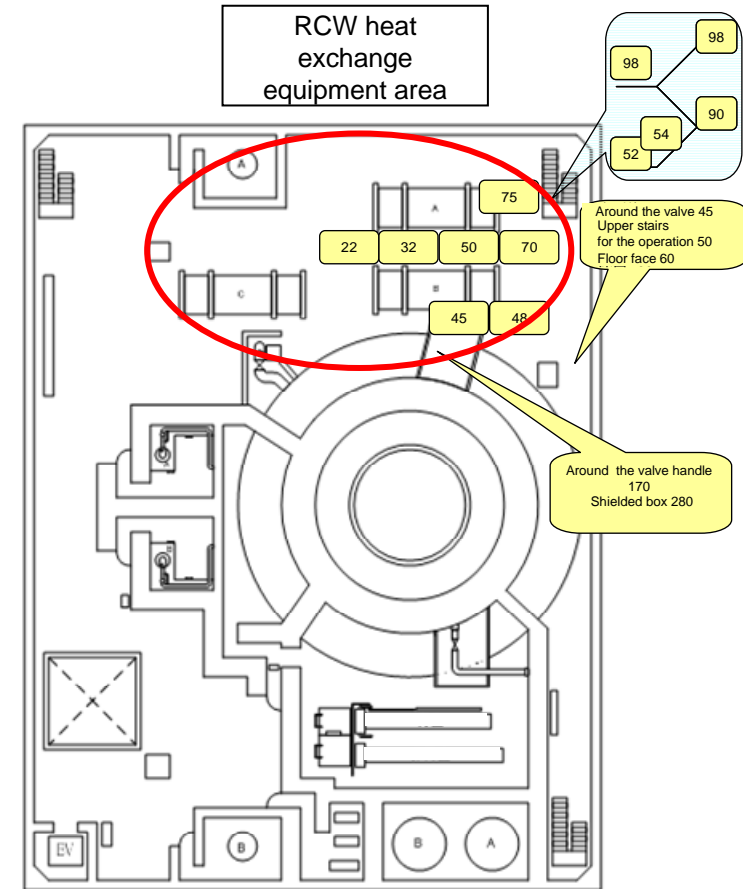 RCW heat
exchange
equipment area
98
98
90
54
52
A
A
75
Around the valve 45
Upper stairs
for the operation 50
Floor face 60
22
32
50
70
C
B
45
48
A
Around the valve handle
170
Shielded box 280
B
EV
B
B
A